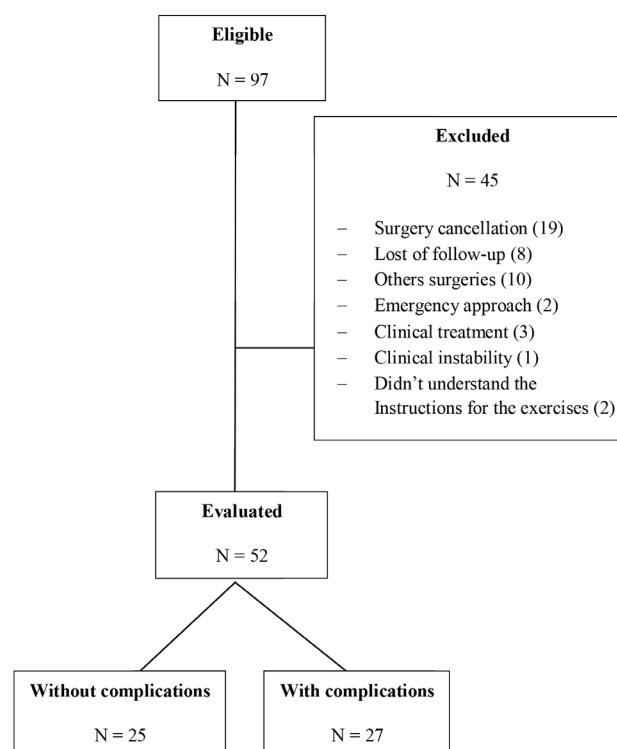 Eligible
N = 97
Excluded
N = 45
– Surgery cancellation (19)
– Lost of follow-up (8)
– Others surgeries (10)
– Emergency approach (2)
– Clinical treatment (3)
– Clinical instability (1)
– Didn’t understand the
Instructions for the exercises (2)
Evaluated
N = 52
Without complications
N = 25
With complications
N = 27